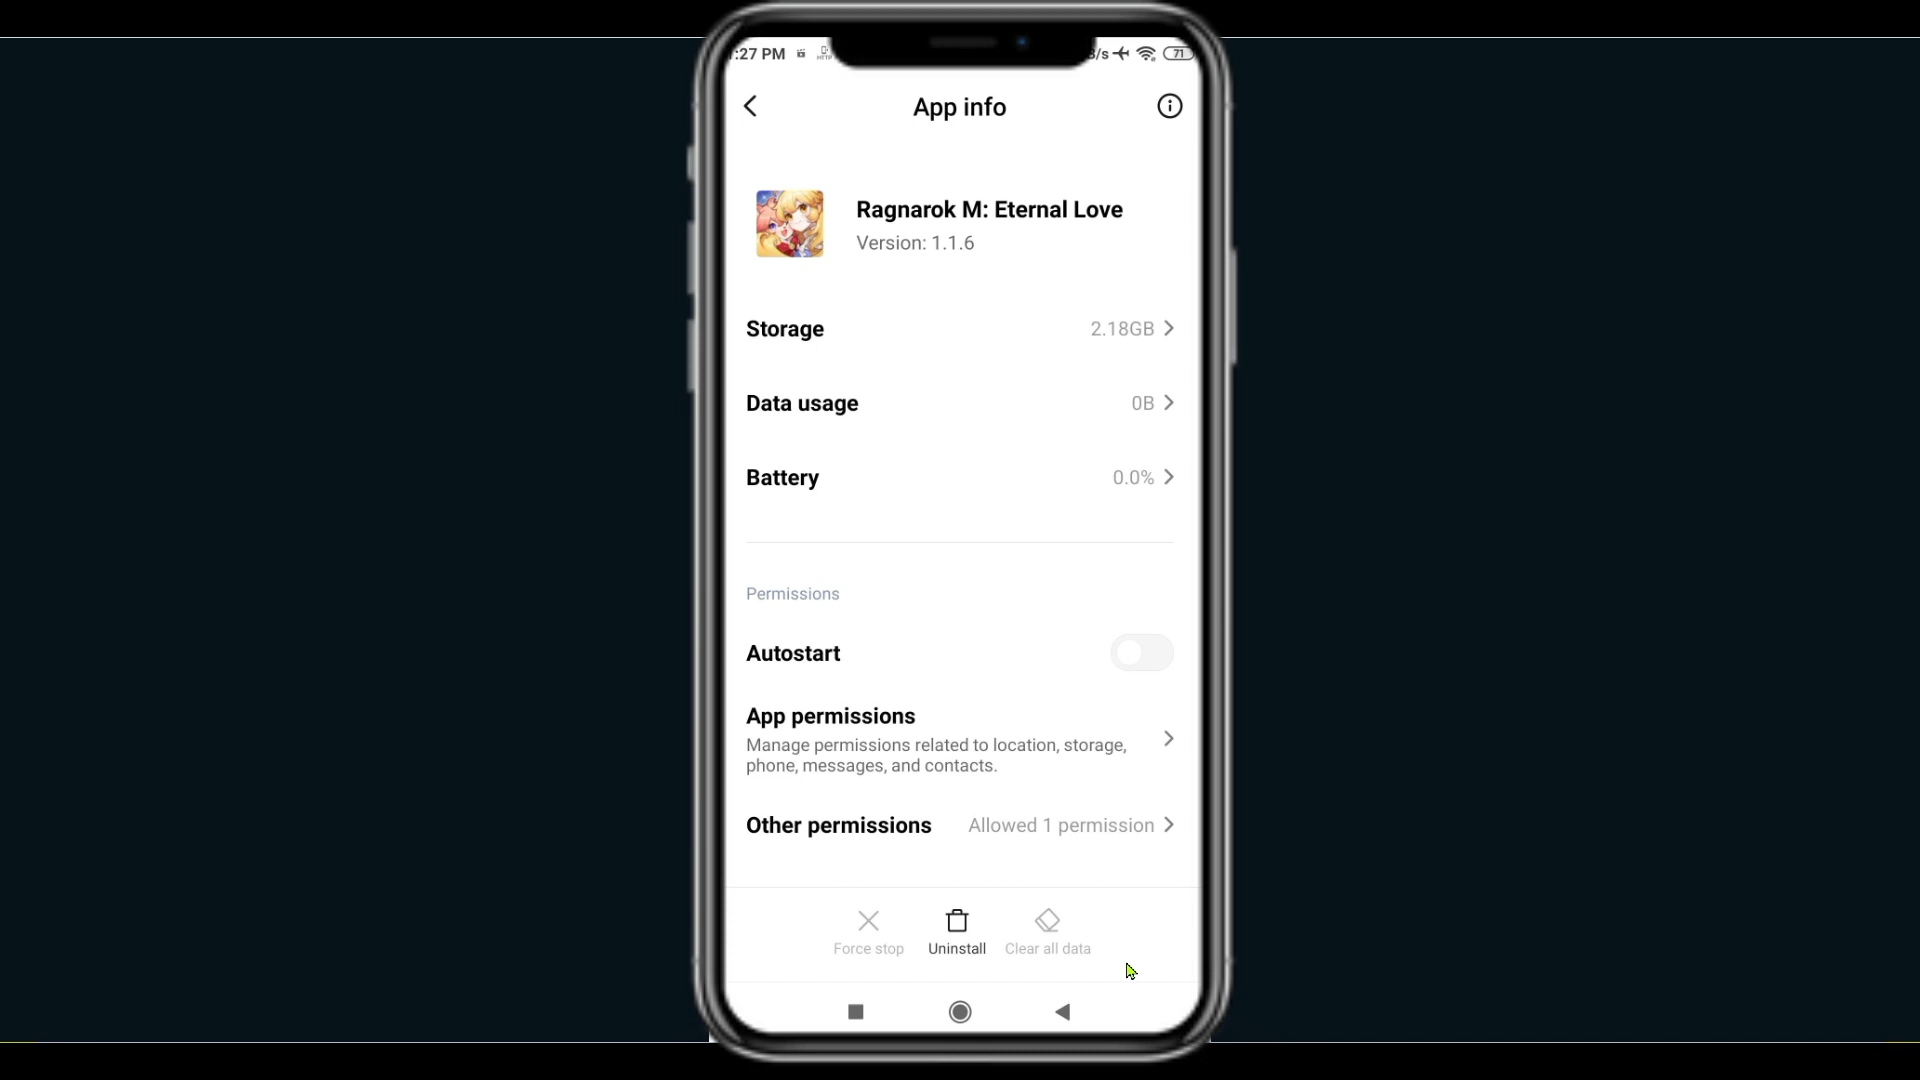 :27 PM
/s
71
App info
Ragnarok M: Eternal Love
Version: 1.1.6
Storage 2.18GB
Data usage 0B
Battery 0.0%
Permissions
Autostart
App permissions
Manage permissions related to location, storage,
phone, messages, and contacts.
Other permissions Allowed 1 permission
Force stop Uninstall Clear all data